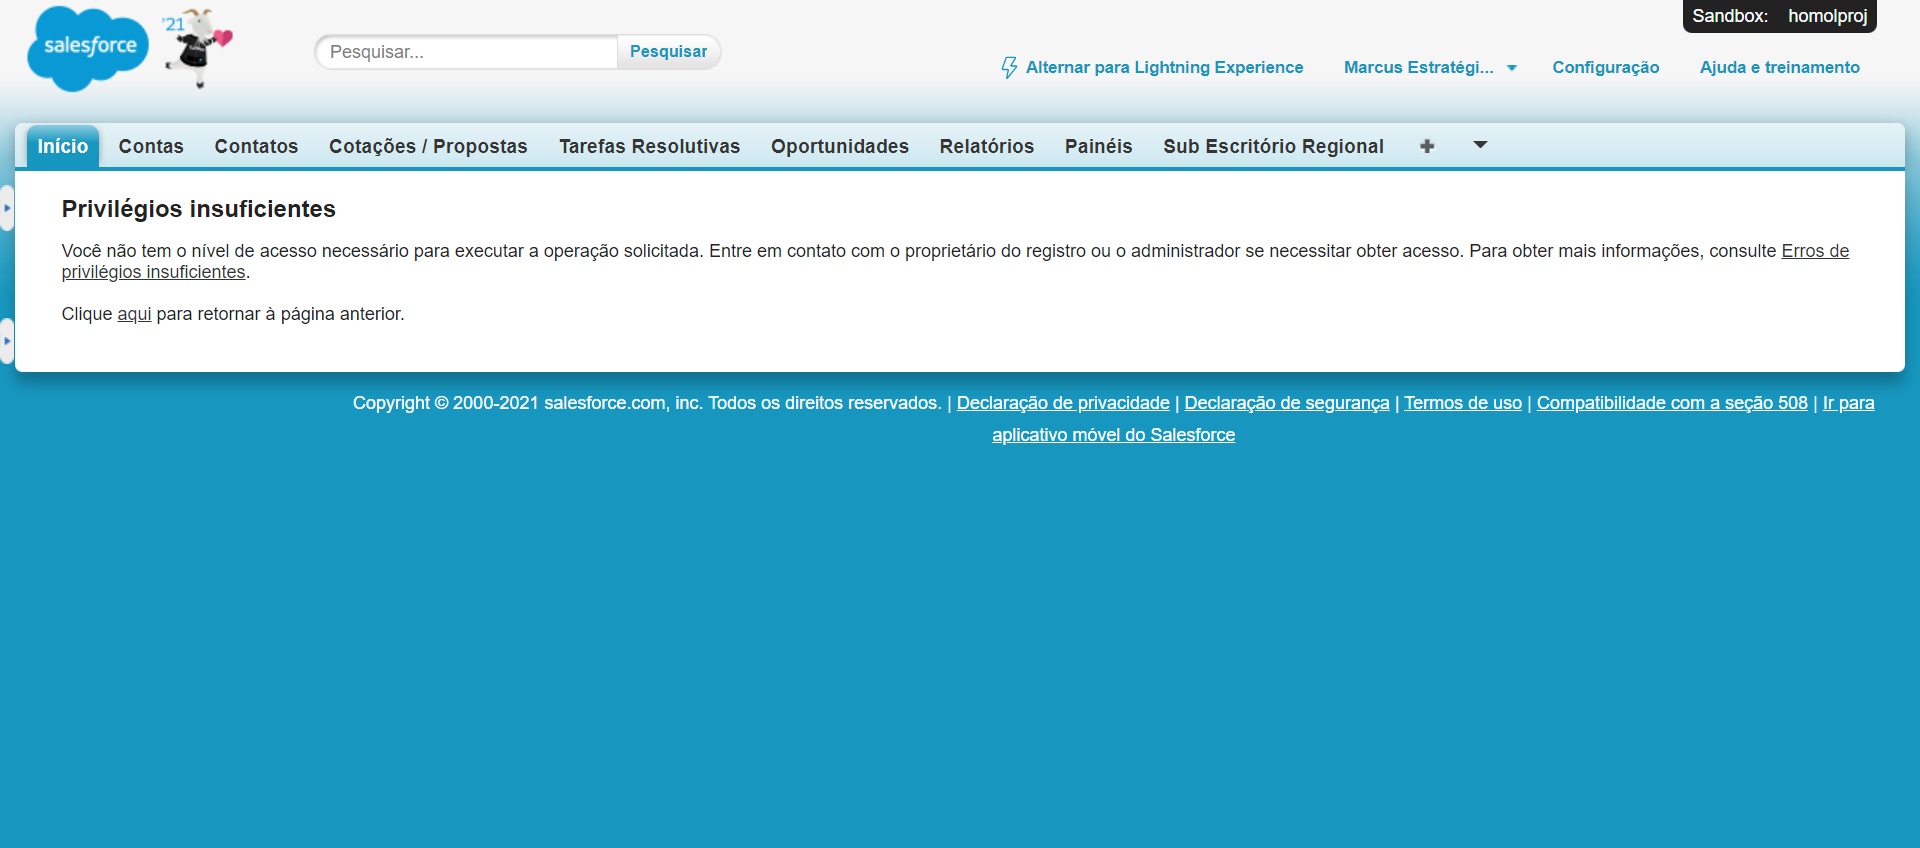 Sandbox: homolproj
salesforce
'21
Pesquisar...
Pesquisar
Alternar para Lightning Experience
Marcus Estratégi...
Configuração
Ajuda e treinamento
Início
Contas
Contatos
Cotações / Propostas
Tarefas Resolutivas
Oportunidades
Relatórios
Painéis
Sub Escritório Regional
Privilégios insuficientes
Você não tem o nível de acesso necessário para executar a operação solicitada. Entre em contato com o proprietário do registro ou o administrador se necessitar obter acesso. Para obter mais informações, consulte Erros de
privilégios insuficientes.
Clique aqui para retornar à página anterior.
Copyright © 2000-2021 salesforce.com, inc. Todos os direitos reservados. | Declaração de privacidade | Declaração de segurança | Termos de uso | Compatibilidade com a seção 508 | Ir para
aplicativo móvel do Salesforce